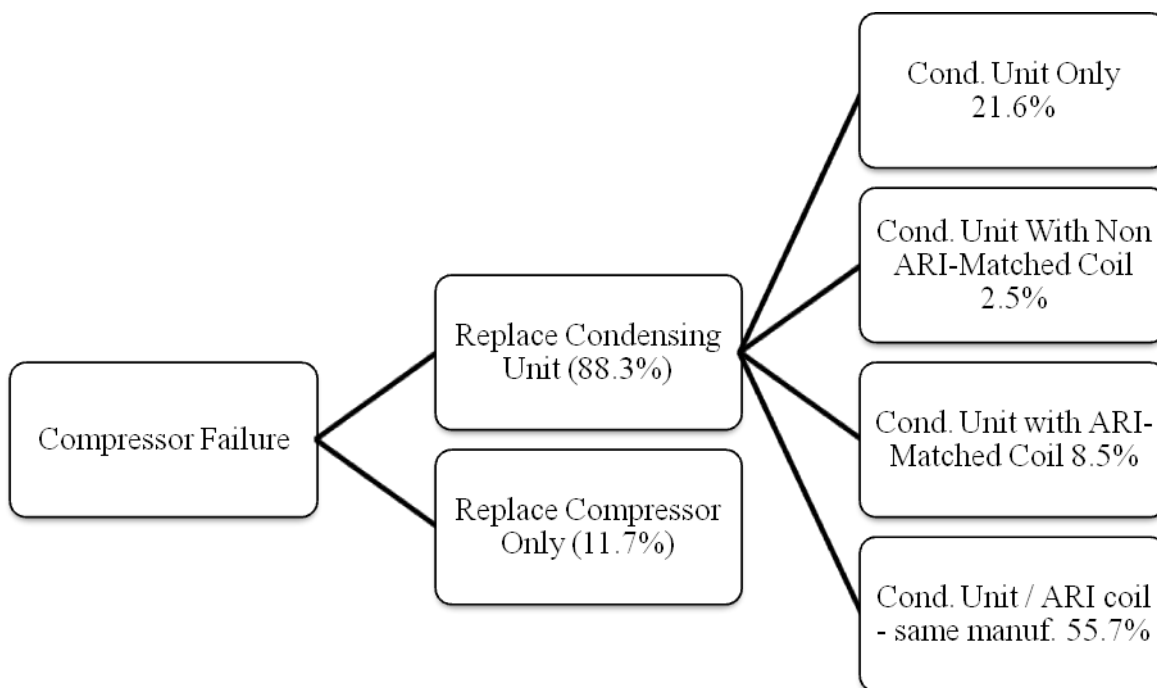 Compressor Failure
Replace Condensing
Unit (88.3%)
Replace Compressor
Only (11.7%)
Cond. Unit Only
21.6%
Cond. Unit With Non
ARI-Matched Coil
2.5%
Cond. Unit with ARI-
Matched Coil 8.5%
Cond. Unit / ARI coil
- same manuf. 55.7%